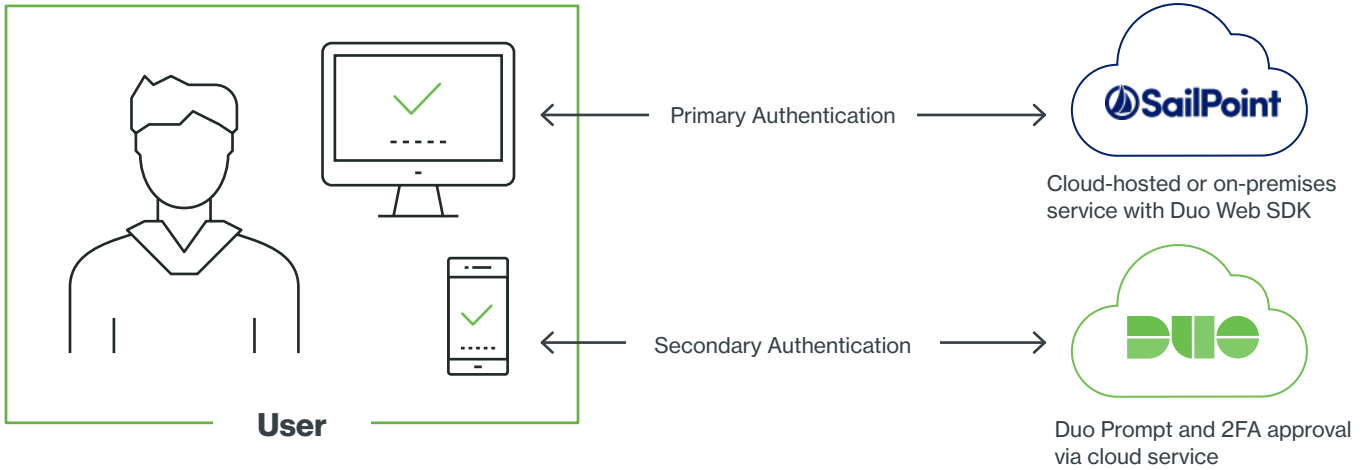 Primary Authentication
SailPoint
Cloud-hosted or on-premises
service with Duo Web SDK
Secondary Authentication
DUO
User
Duo Prompt and 2FA approval
via cloud service